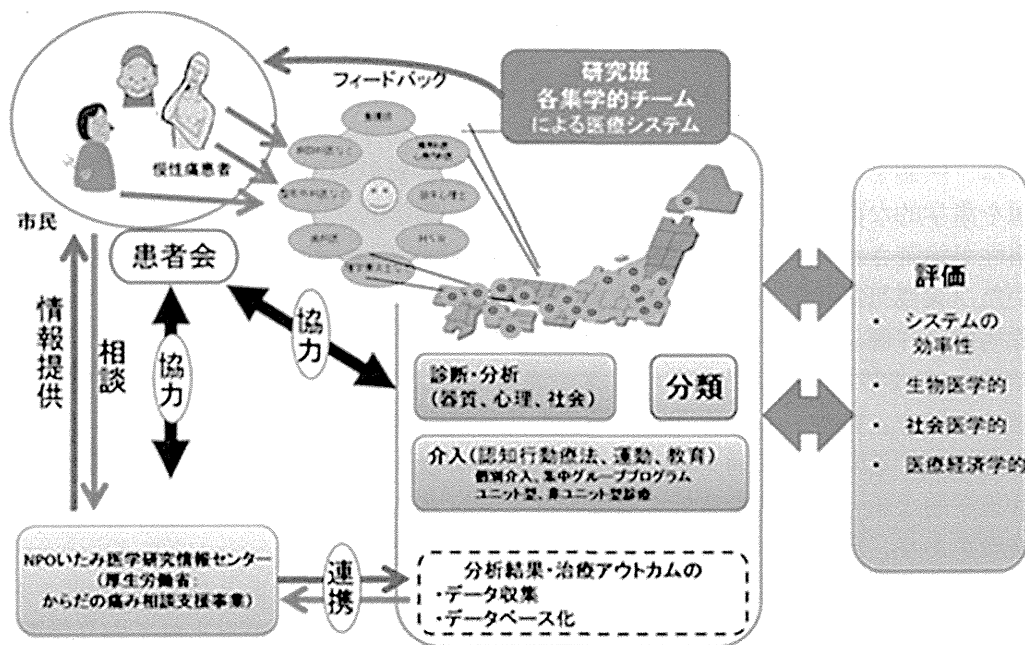 フィードバック
研究班
各集学的チーム
による医療システム
慢性痛患者
市民
患者会
情報提供
相談
協力
協力
診断・分析
(器質、心理、社会)
分類
介入(認知行動療法、運動、教育)
個別介入、集中グループプログラム
ユニット型、非ユニット型診療
NPOいたみ医学研究情報センター
(厚生労働省:
からだの痛み相談支援事業)
連携
分析結果・治療アウトカムの
・データ収集
・データベース化
評価
・ システムの
効率性
・ 生物医学的
・ 社会医学的
・ 医療経済学的
看護師
歯科医
MSW